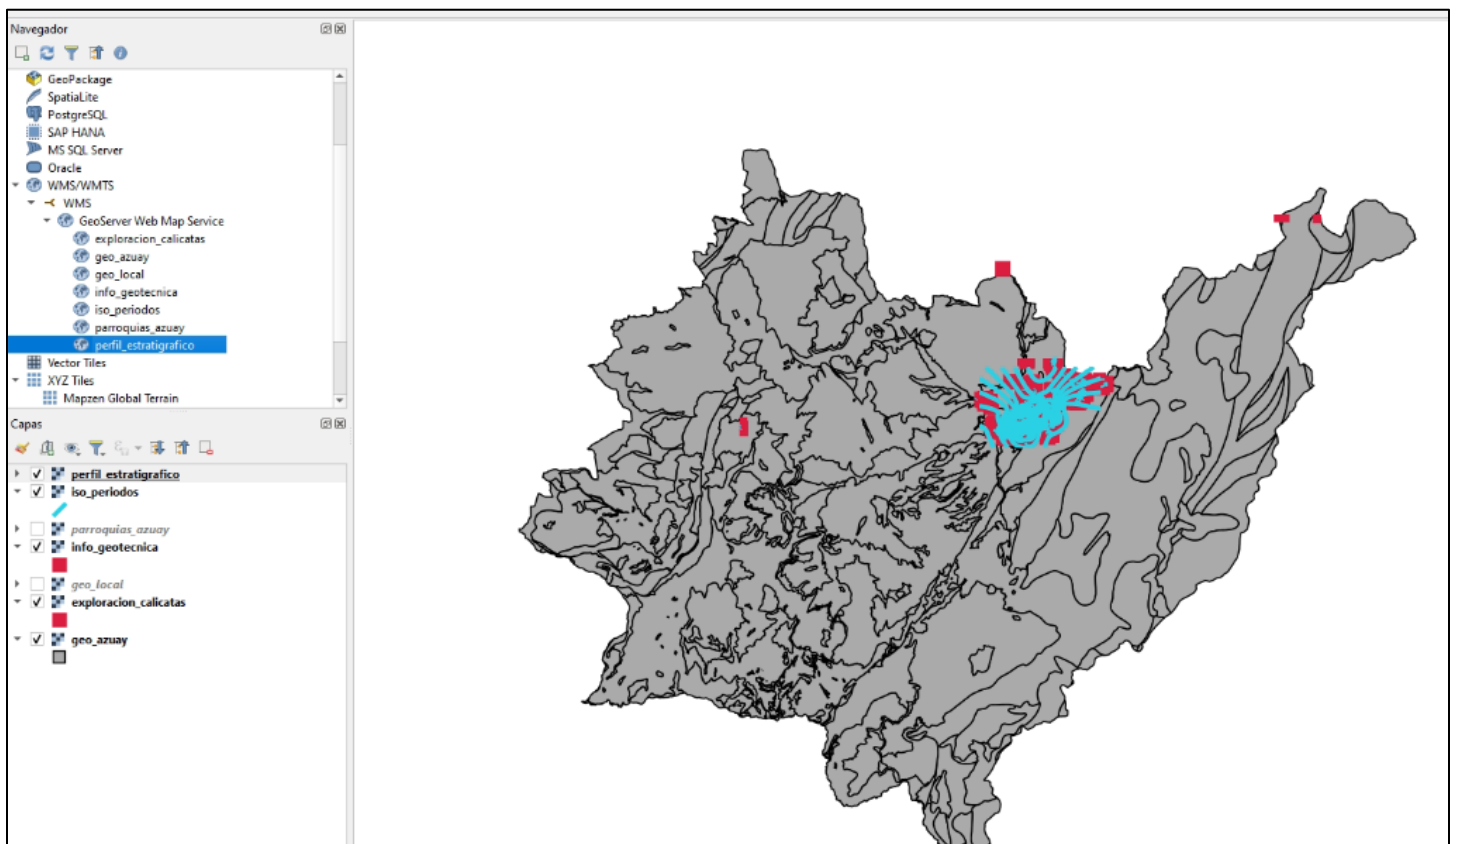 Navegador
GeoPackage
SpatiaLite
PostgreSQL
SAP HANA
MS SQL Server
Oracle
WMS/WMTS
WMS
GeoServer Web Map Service
exploracion_calicatas
geo_azuay
geo_local
info_geotecnica
iso_periodos
parroquias_azuay
perfil_estratigrafico
Vector Tiles
XYZ Tiles
Mapzen Global Terrain
Capas
perfil_estratigrafico
iso_periodos
parroquias_azuay
info_geotecnica
geo_local
exploracion_calicatas
geo_azuay